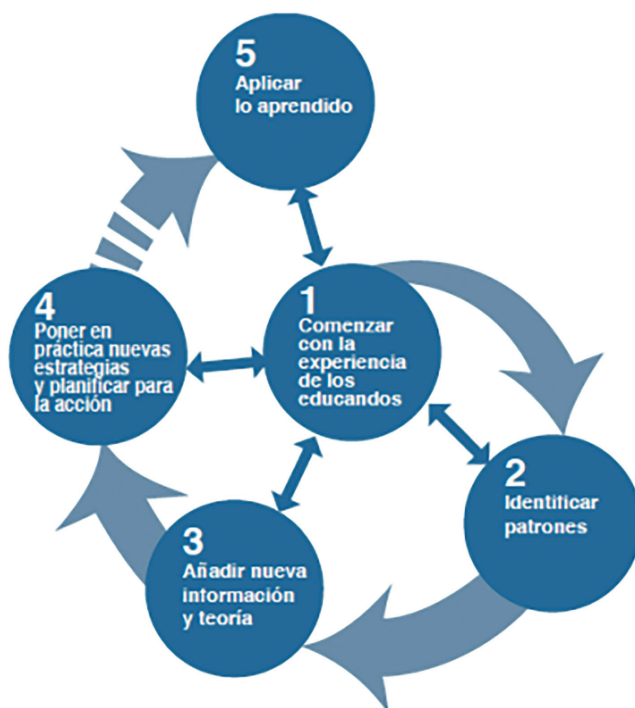 5
Aplicar
lo aprendido
1
Comenzar
con la
experiencia
de los
educandos
2
Identificar
patrones
3
Añadir nueva
información
y teoría
4
Poner en
práctica nuevas
estrategias
y planificar para
la acción